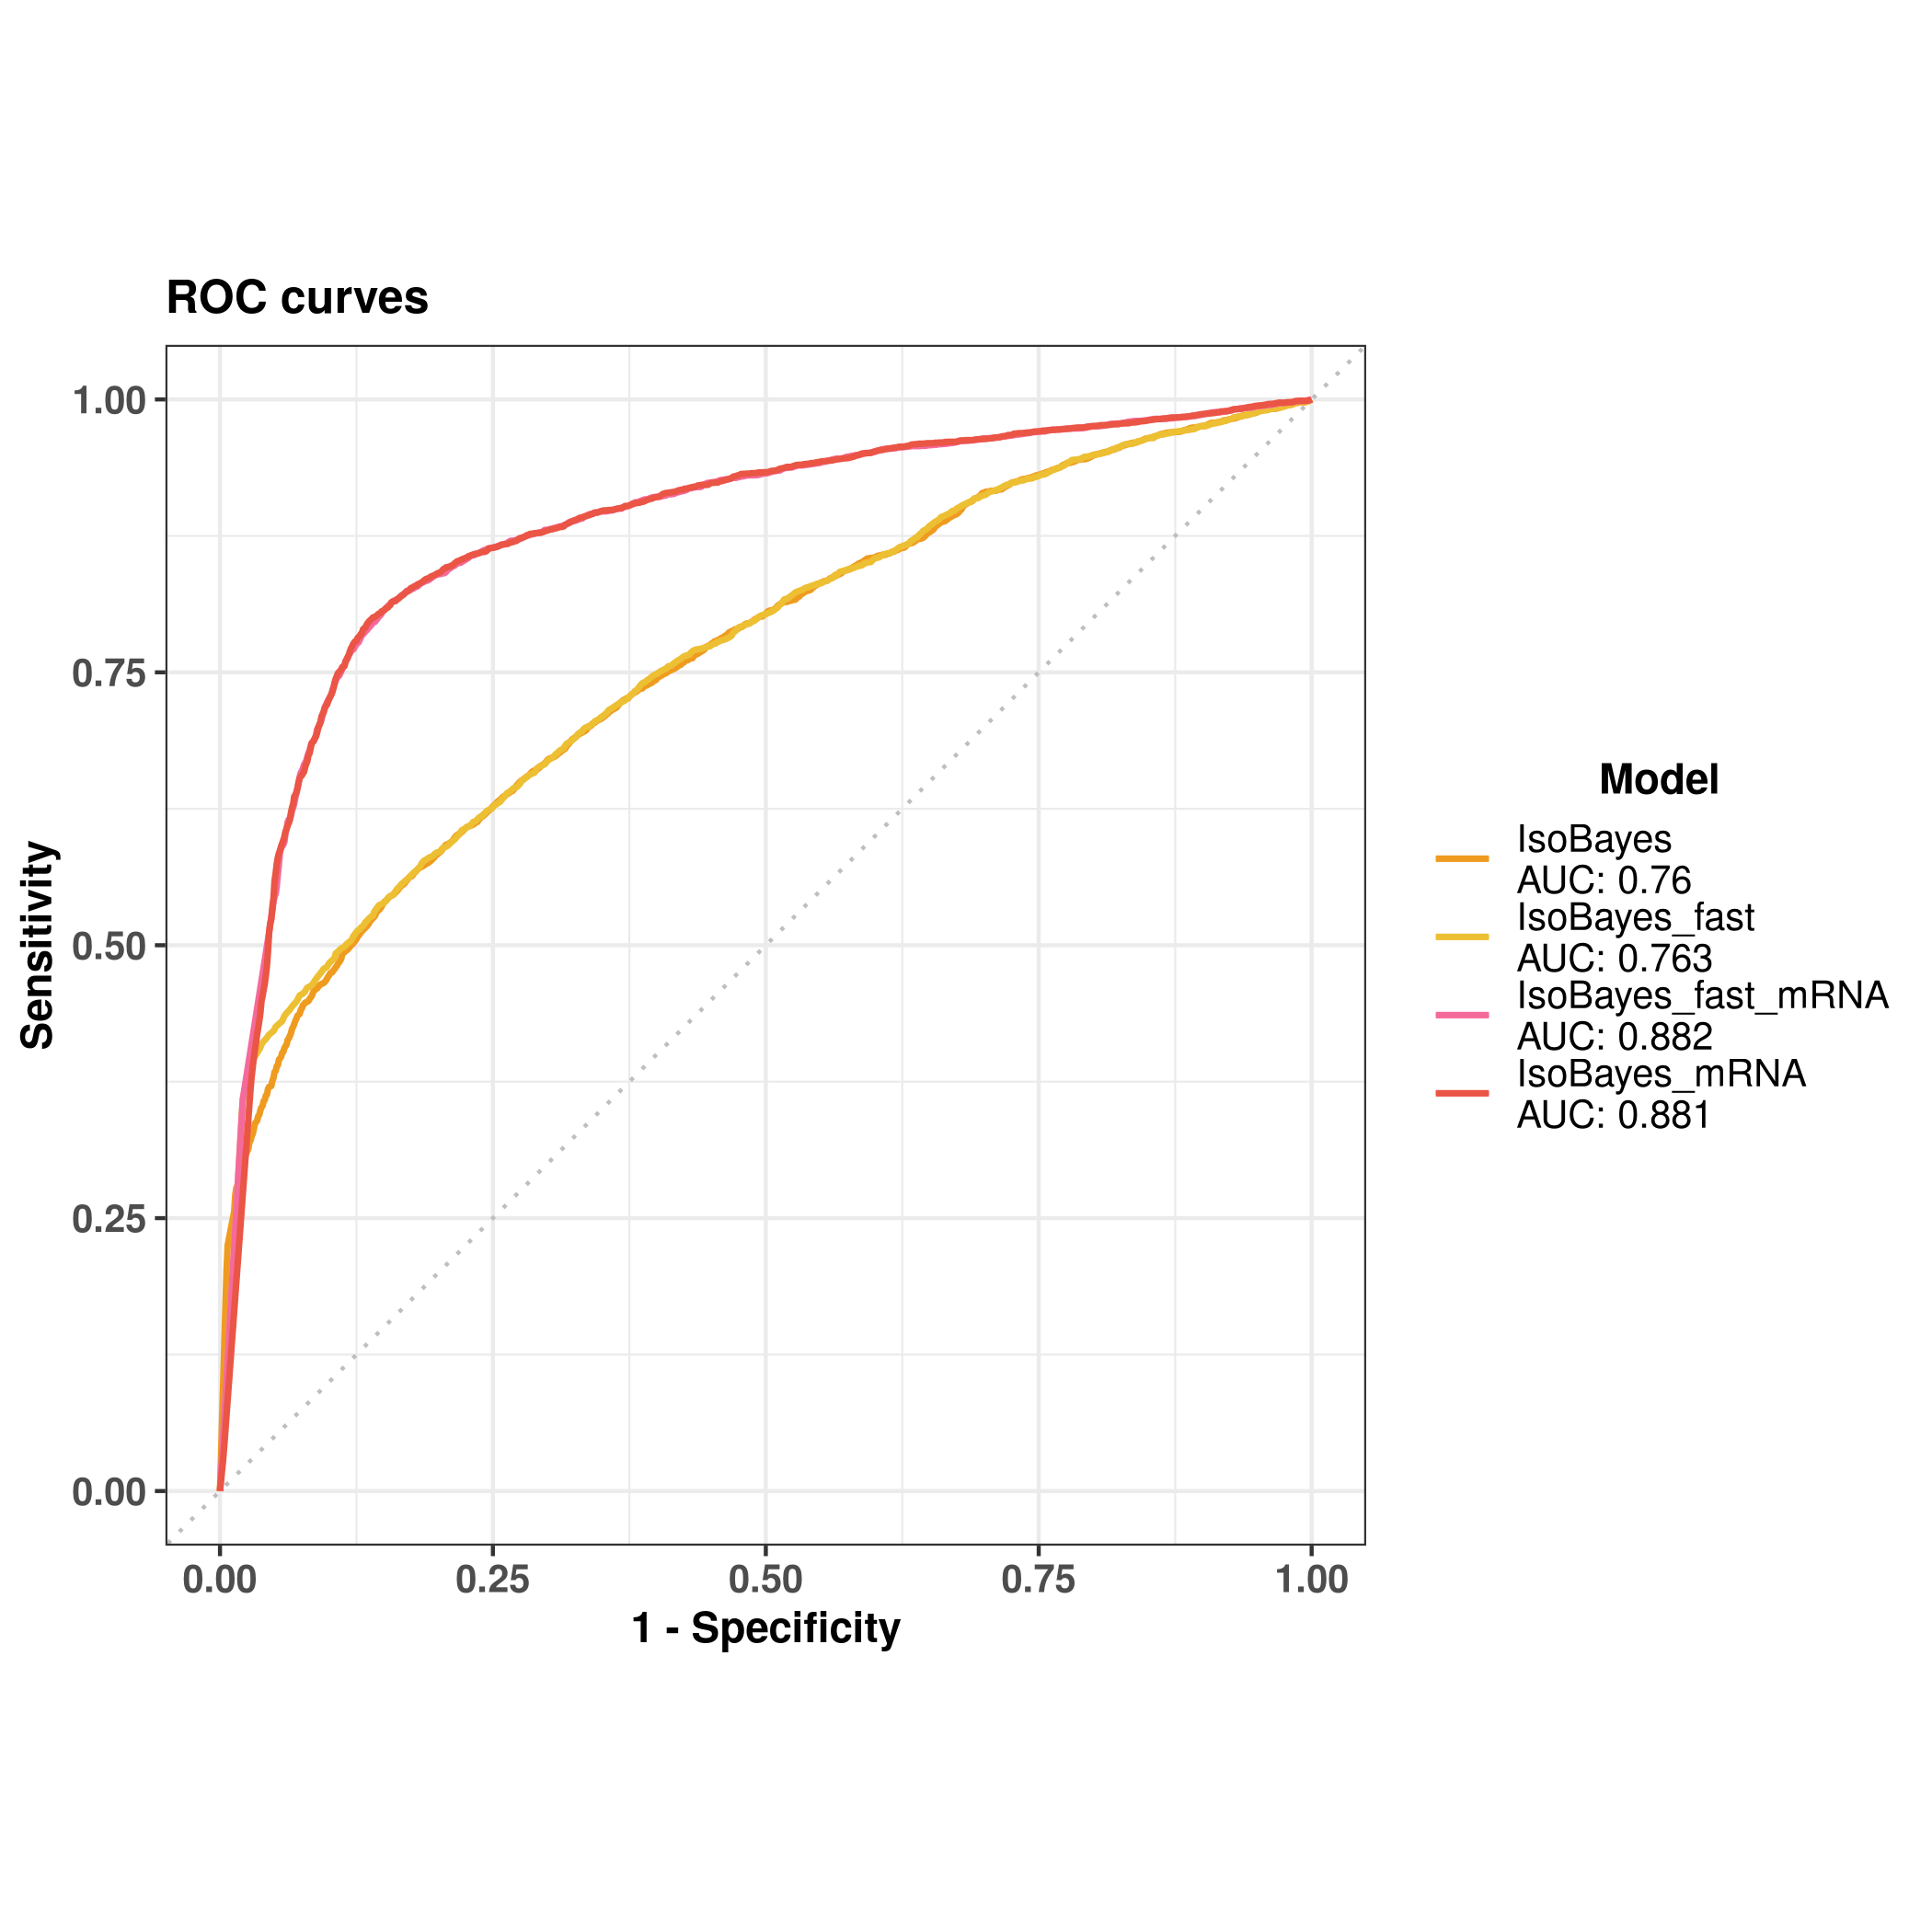 ROC curves
1.00
0.75
0.50
0.25
0.00
Sensitivity
0.00 0.25 0.50 0.75 1.00
1 - Specificity
Model
IsoBayes
AUC: 0.76
IsoBayes_fast
AUC: 0.763
IsoBayes_fast_mRNA
AUC: 0.882
IsoBayes_mRNA
AUC: 0.881